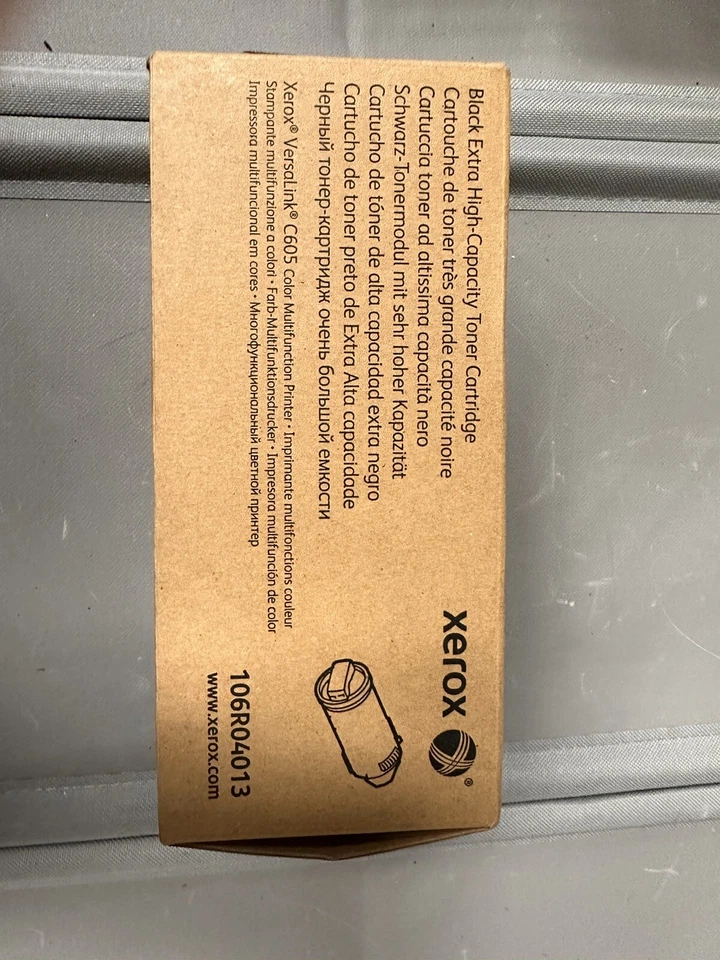 Black Extra High-Capacity Toner Cartridge
Cartouche de toner très grande capacité noire
Cartuccia toner ad altissima capacità nero
Schwarz-Tonermodul mit sehr hoher Kapazität
Cartucho de tóner de alta capacidad extra negro
Cartucho de toner preto de Extra Alta capacidade
Черный тонер-картридж очень большой емкости
Xerox® VersaLink® C605 Color Multifunction Printer • Imprimante multifonctions couleur
Stampante multifunzione a colori • Farb-Multifunktionsdrucker • Impresora multifunción de color
Impressora multifuncional em cores • Многофункциональный цветной принтер
xerox ®
106R04013
www.xerox.com